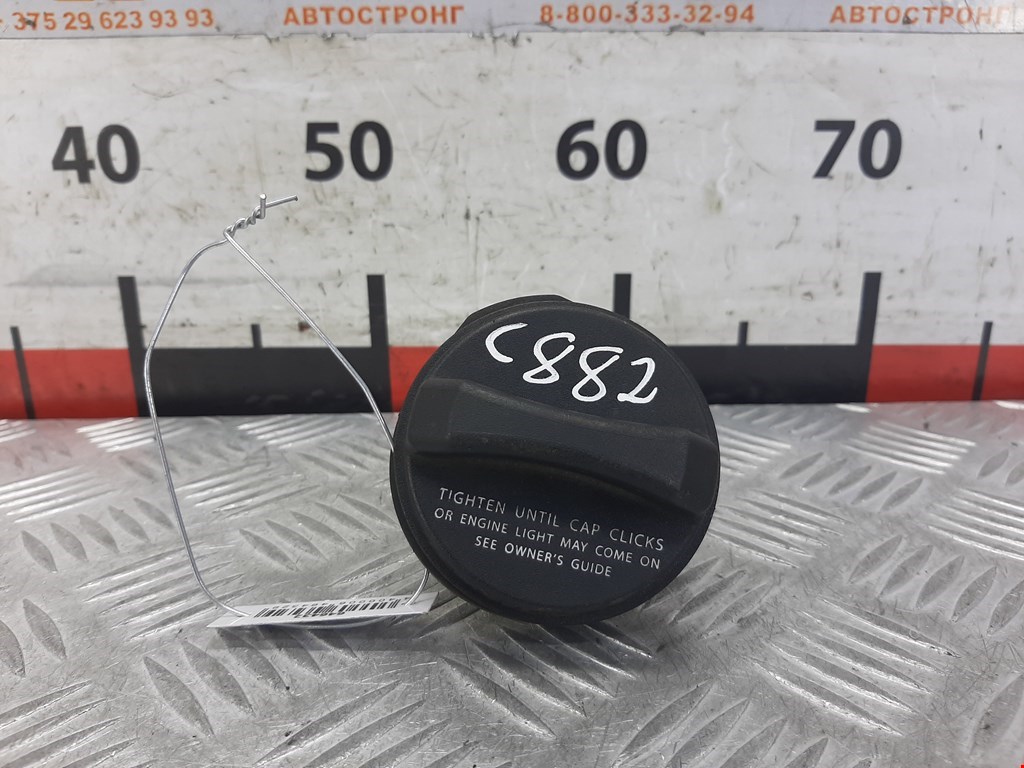 375 29 623 93 93 АВТОСТРОНГ 8-800-333-32-94 АВТОСТРОНГ
40 50 60 70
C882
TIGHTEN UNTIL CAP CLICKS
OR ENGINE LIGHT MAY COME ON
SEE OWNER'S GUIDE